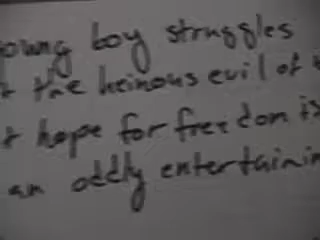 young boy struggles
the heinous evil of
hope for freedom is
an oddly entertainin